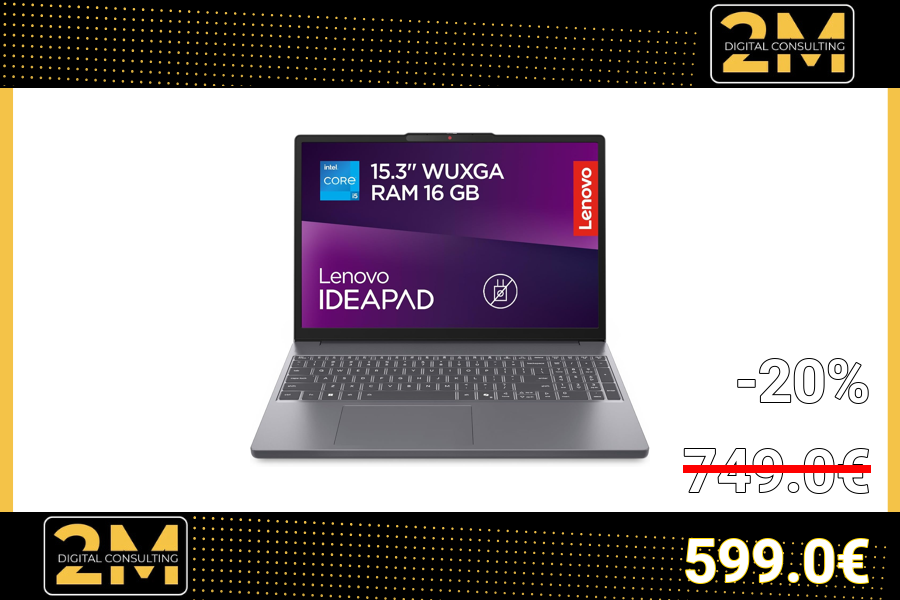 2M
DIGITAL CONSULTING
intel
CORE
i5
15.3" WUXGA
RAM 16 GB
Lenovo
Lenovo
IDEAPAD
-20%
749.0€
2M
DIGITAL CONSULTING
599.0€